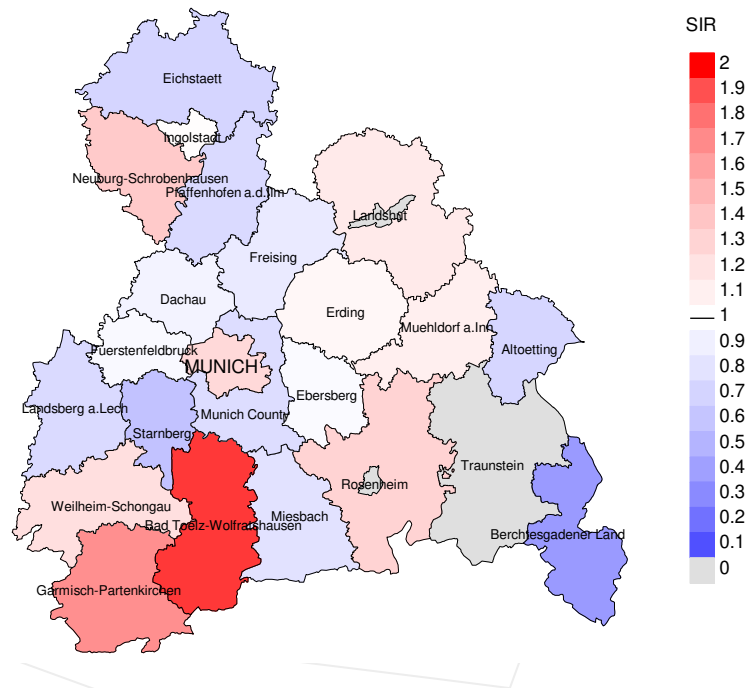 SIR
Eichstaett
2
1.9
1.8
1.7
1.6
1.5
1.4
1.3
1.2
1.1
1
0.9
0.8
0.7
0.6
0.5
0.4
0.3
0.2
0.1
0
Ingolstadt
Neuburg-Schrobenhausen
Pfaffenhofen a.d.Ilm
Landshut
Freising
Dachau
Erding
Muehldorf a.Inn
Fuerstenfeldbruck
Altoetting
MUNICH
Ebersberg
Landsberg a.Lech
Munich County
Starnberg
Traunstein
Rosenheim
Weilheim-Schongau
Miesbach
Bad Toelz-Wolfratshausen
Berchtesgadener Land
Garmisch-Partenkirchen